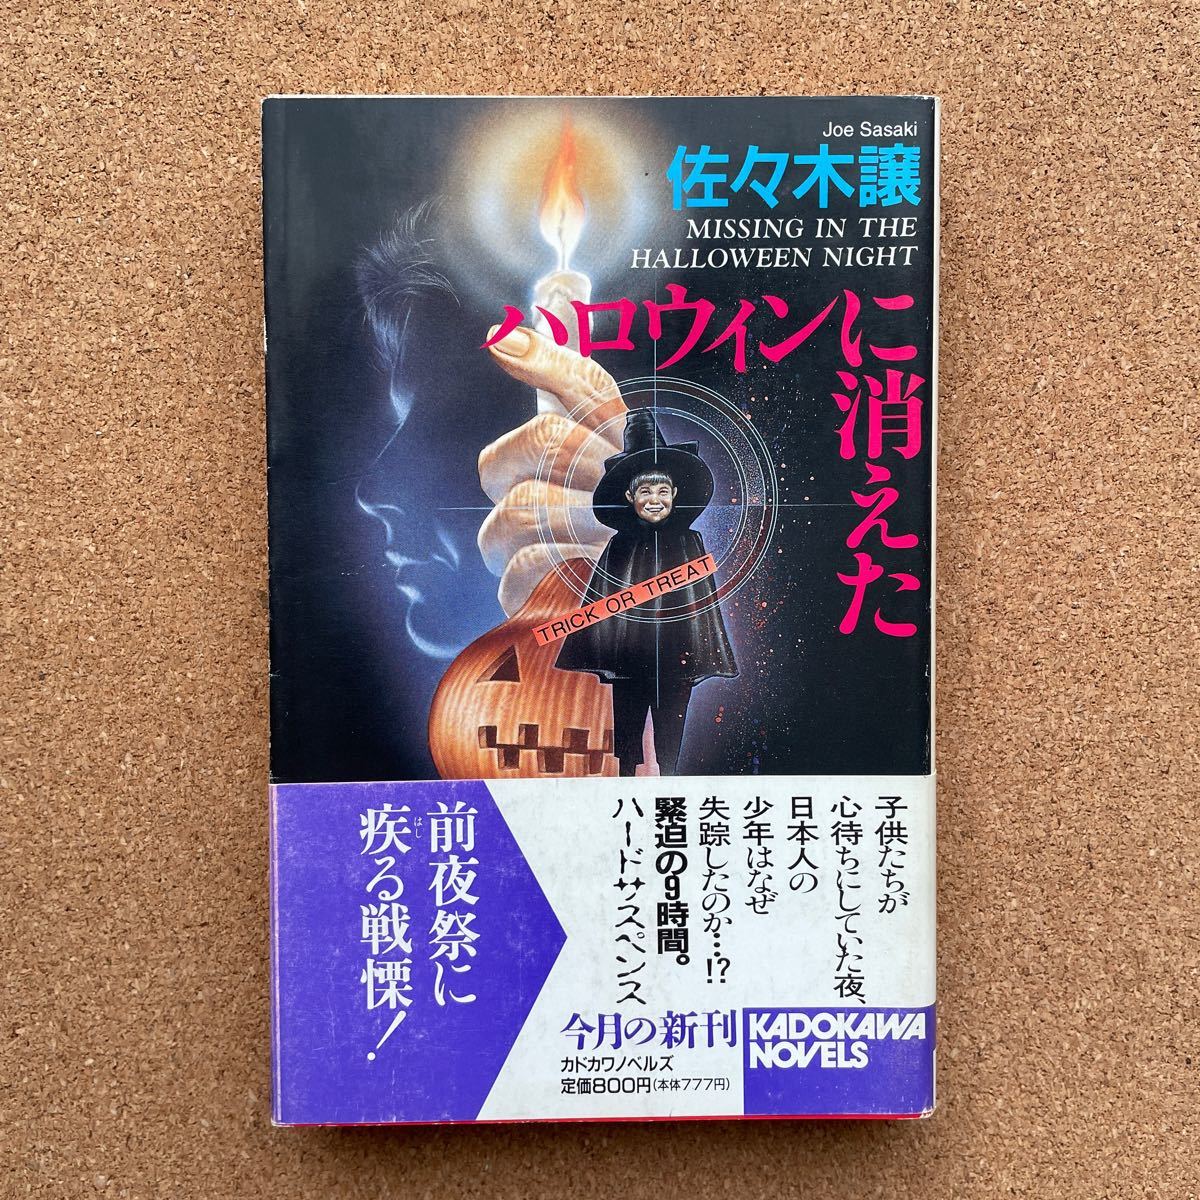 Joe Sasaki
佐々木譲
MISSING IN THE
HALLOWEEN NIGHT
ハロウィンに消えた
TRICK OR TREAT
子供たちが
心待ちにしていた夜、
日本人の
少年はなぜ
失踪したのか…!?
緊迫の9時間。
ハードサスペンス
前夜祭に
疾る戦慄!
はし
今月の新刊
カドカワノベルズ
定価800円(本体777円)
KADOKAWA
NOVELS